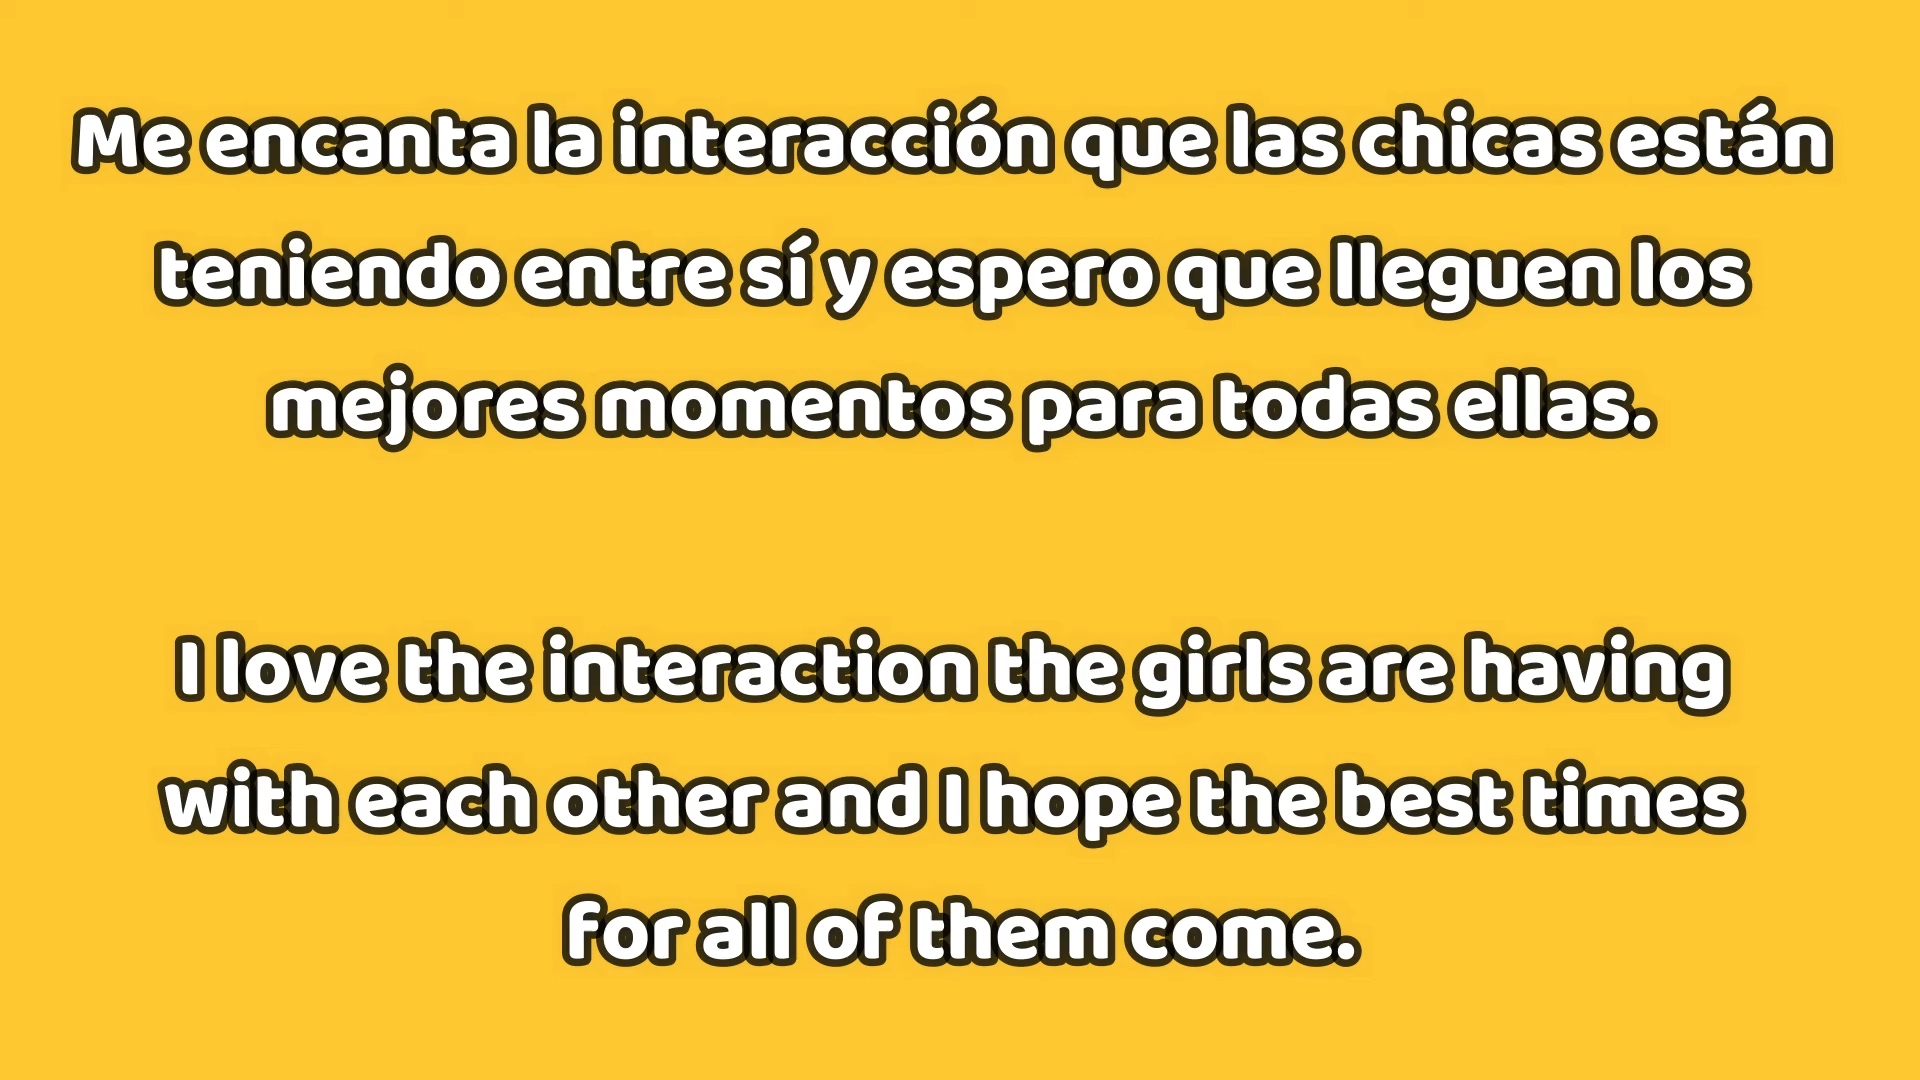 Me encanta la interacción que las chicas están
teniendo entre sí y espero que lleguen los
mejores momentos para todas ellas.
I love the interaction the girls are having
with each other and I hope the best times
for all of them come.